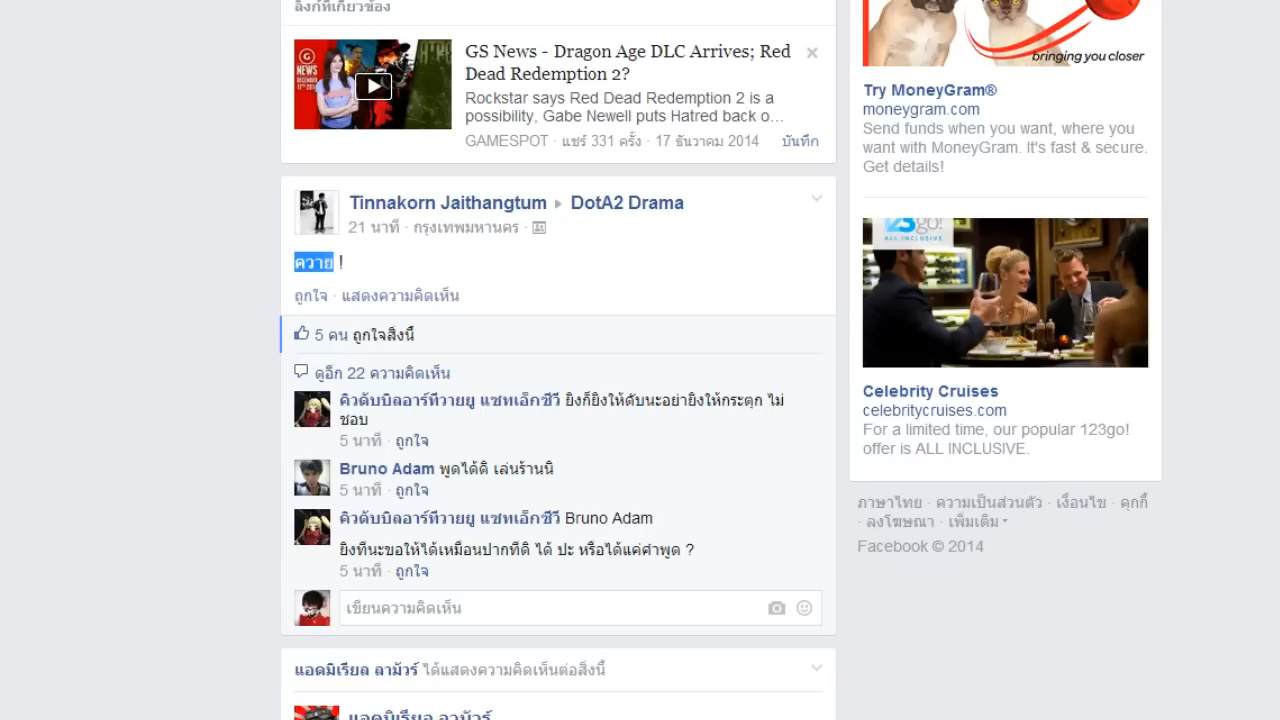 ลิงก์ที่เกี่ยวข้อง
G
NEWS
GS News - Dragon Age DLC Arrives; Red
Dead Redemption 2?
Rockstar says Red Dead Redemption 2 is a
possibility, Gabe Newell puts Hatred back o…
GAMESPOT · แชร์ 331 ครั้ง · 17 ธันวาคม 2014
บันทึก
Tinnakorn Jaithangtum ▸ DotA2 Drama
21 นาที · กรุงเทพมหานคร ·
ควาย !
ถูกใจ · แสดงความคิดเห็น
5 คน ถูกใจสิ่งนี้
ดูอีก 22 ความคิดเห็น
คิวดับบิลอาร์ทีวายยู แซทเอ็กซีวี ยิงก็ยิงให้ดับนะอย่ายิงให้กระตุก ไม่
ชอบ
5 นาที · ถูกใจ
Bruno Adam พูดได้ดิ เล่นร้านนิ
5 นาที · ถูกใจ
คิวดับบิลอาร์ทีวายยู แซทเอ็กซีวี Bruno Adam
ยิงที่นะขอให้ได้เหมือนปากทีดิ ได้ ปะ หรือได้แค่คำพูด ?
5 นาที · ถูกใจ
เขียนความคิดเห็น
แอดมิเรียล ลามัวร์ ได้แสดงความคิดเห็นต่อสิ่งนี้
แอดมิเรียล ลามัวร์
bringing you closer
Try MoneyGram®
moneygram.com
Send funds when you want, where you
want with MoneyGram. It's fast & secure.
Get details!
123go!
ALL INCLUSIVE
Celebrity Cruises
celebritycruises.com
For a limited time, our popular 123go!
offer is ALL INCLUSIVE.
ภาษาไทย · ความเป็นส่วนตัว · เงื่อนไข · คุกกี้
· ลงโฆษณา · เพิ่มเติม
Facebook © 2014